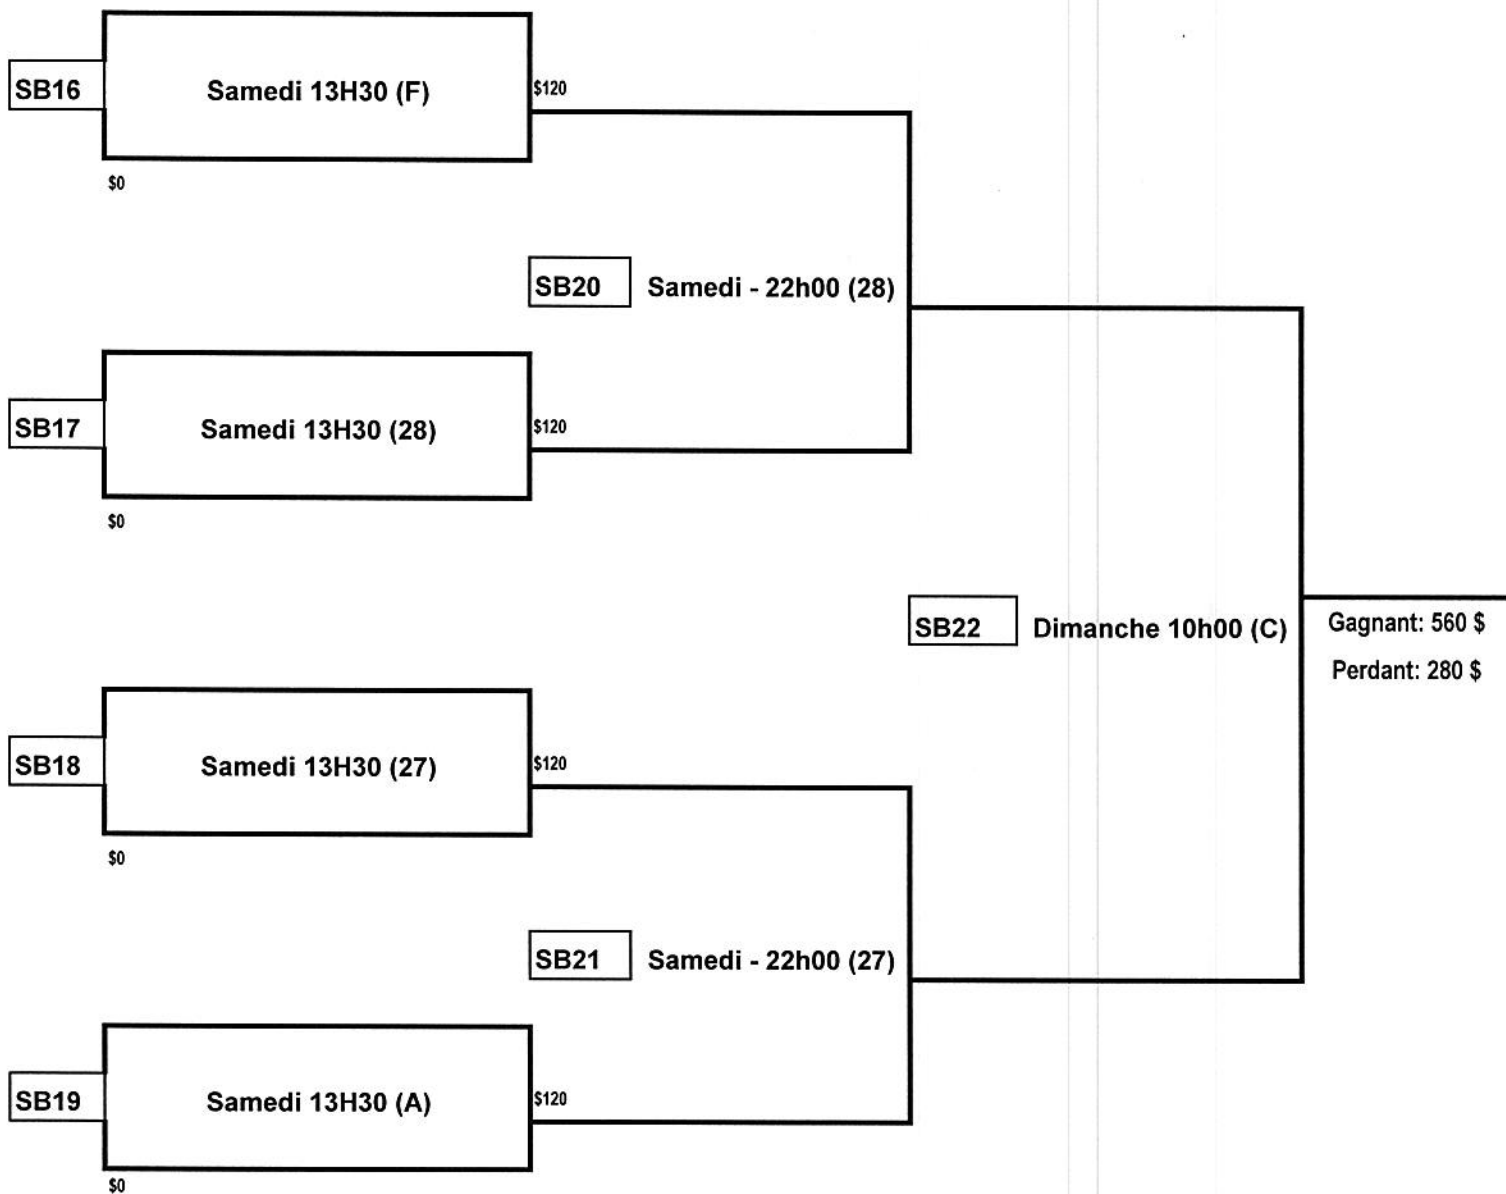 SB16
Samedi 13H30 (F)
$120
$0
SB20
Samedi - 22h00 (28)
SB17
Samedi 13H30 (28)
$120
$0
SB22
Dimanche 10h00 (C)
Gagnant: 560 $
Perdant: 280 $
SB18
Samedi 13H30 (27)
$120
$0
SB21
Samedi - 22h00 (27)
SB19
Samedi 13H30 (A)
$120
$0